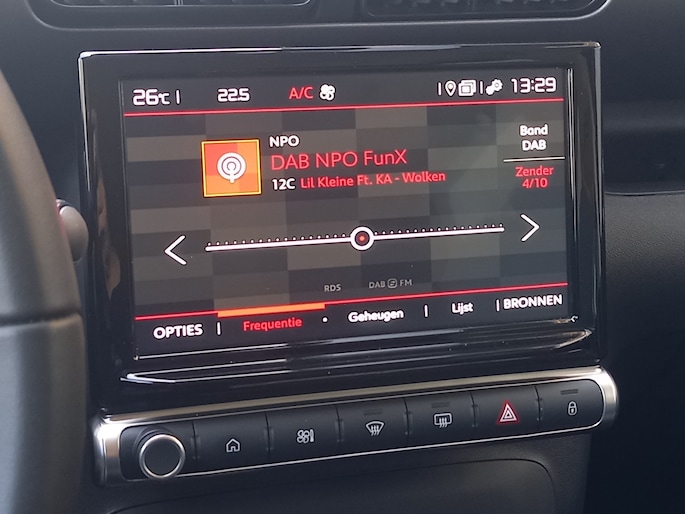 26°C 22.5 A/C 13:29
NPO
DAB NPO FunX
12C Lil Kleine Ft. KA - Wolken
Band
DAB
Zender
4/10
RDS DAB FM
OPTIES Frequentie Geheugen Lijst BRONNEN